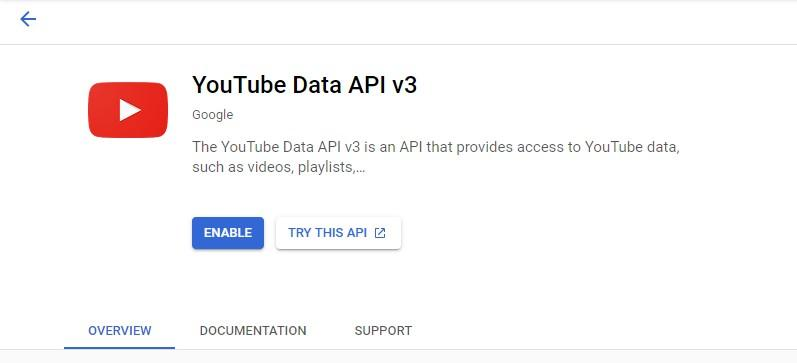 YouTube Data API v3
Google
The YouTube Data API v3 is an API that provides access to YouTube data,
such as videos, playlists,...
ENABLE
TRY THIS API
OVERVIEW
DOCUMENTATION
SUPPORT